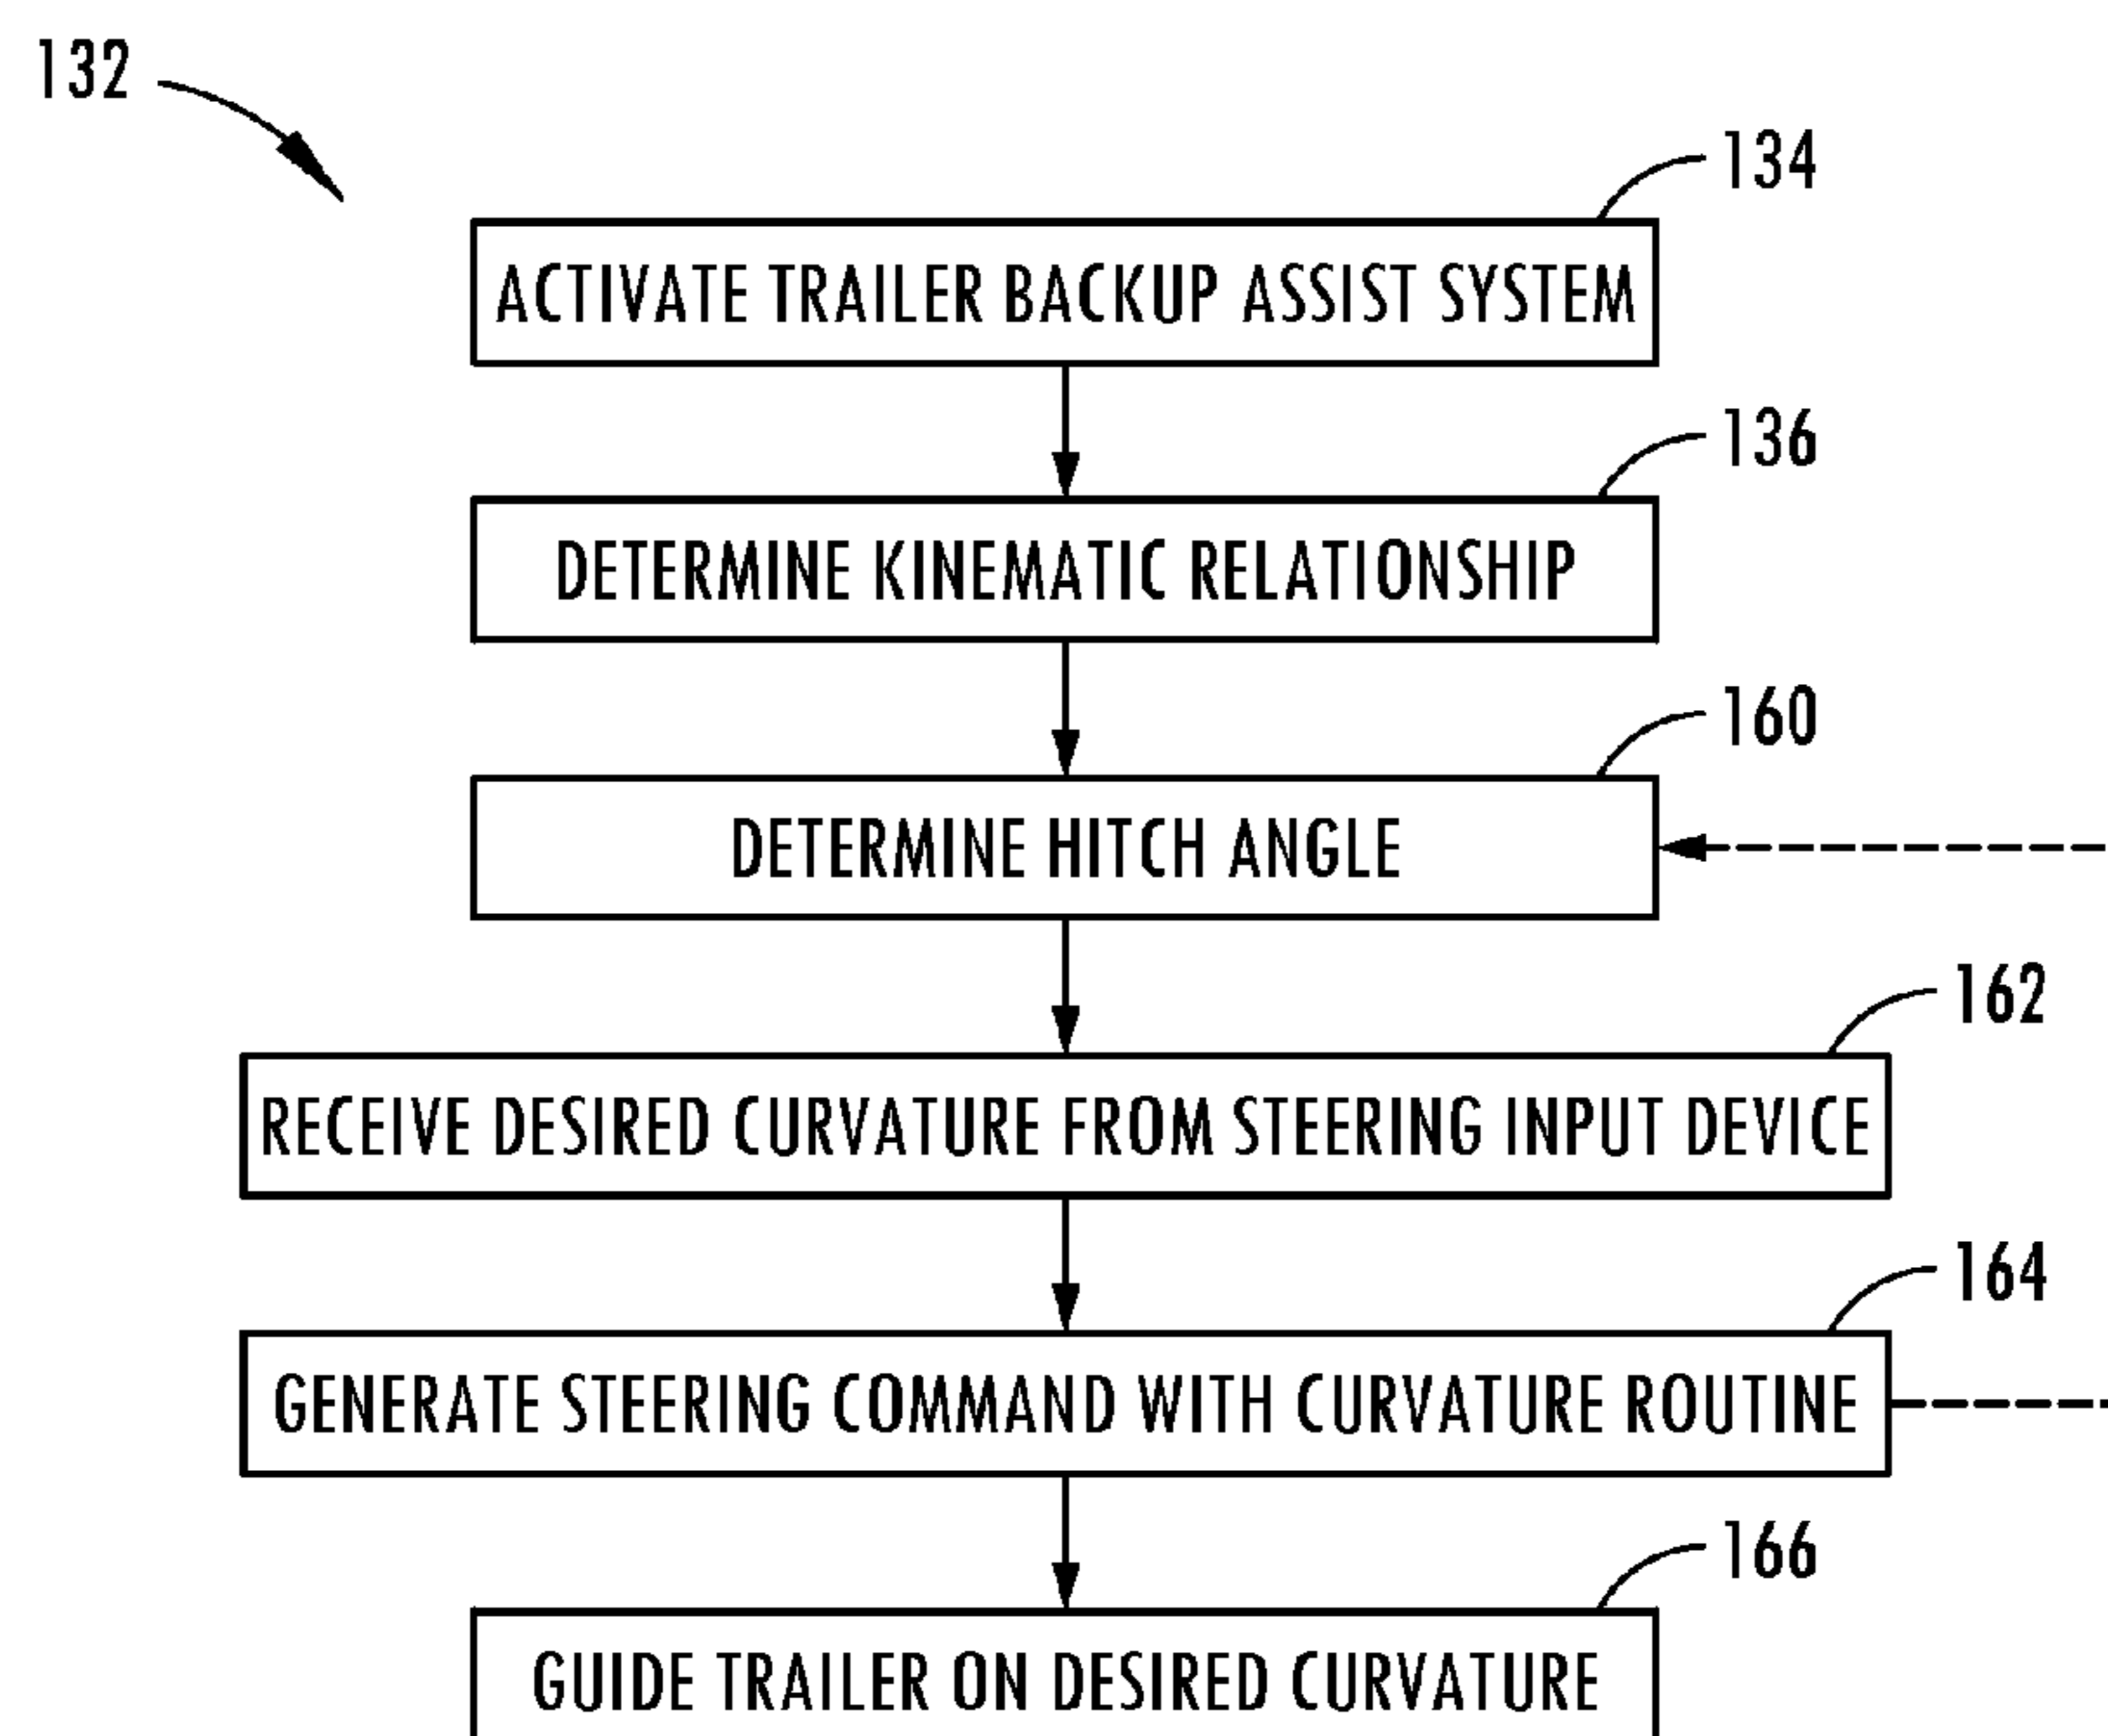 132
134
ACTIVATE TRAILER BACKUP ASSIST SYSTEM
136
DETERMINE KINEMATIC RELATIONSHIP
160
DETERMINE HITCH ANGLE
162
RECEIVE DESIRED CURVATURE FROM STEERING INPUT DEVICE
164
GENERATE STEERING COMMAND WITH CURVATURE ROUTINE
166
GUIDE TRAILER ON DESIRED CURVATURE